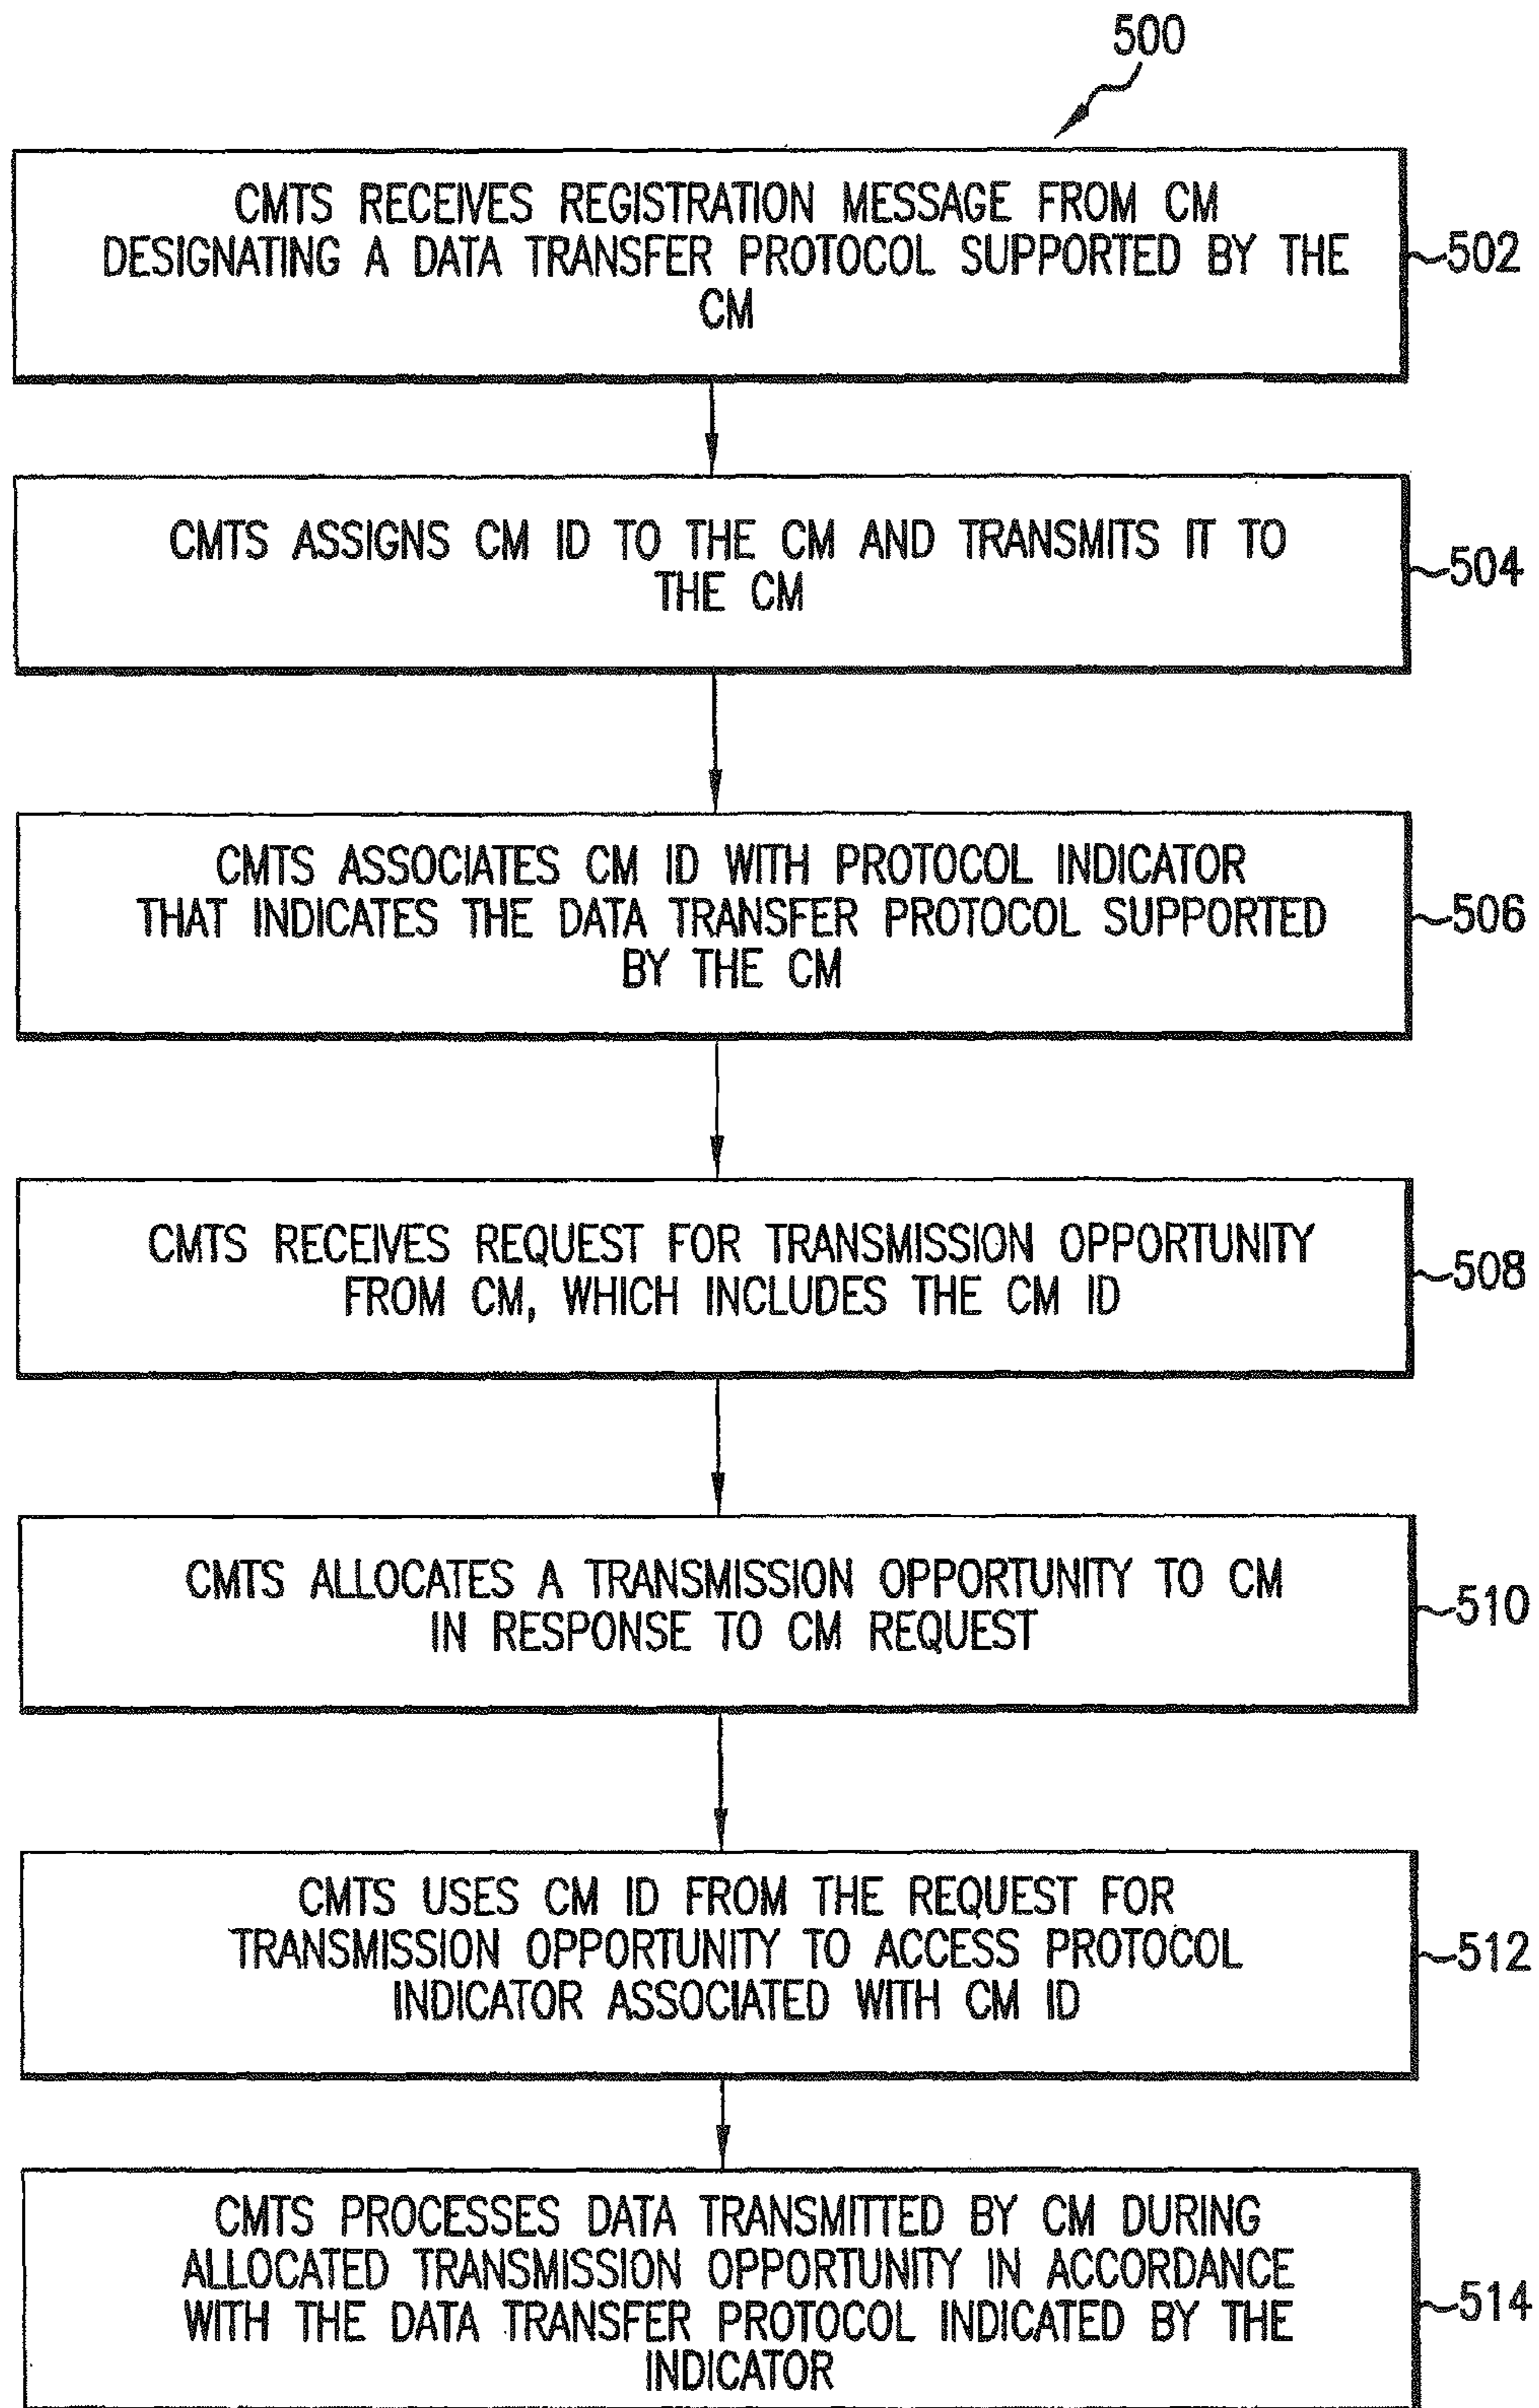 500
CMTS RECEIVES REGISTRATION MESSAGE FROM CM
DESIGNATING A DATA TRANSFER PROTOCOL SUPPORTED BY THE
CM
502
CMTS ASSIGNS CM ID TO THE CM AND TRANSMITS IT TO
THE CM
504
CMTS ASSOCIATES CM ID WITH PROTOCOL INDICATOR
THAT INDICATES THE DATA TRANSFER PROTOCOL SUPPORTED
BY THE CM
506
CMTS RECEIVES REQUEST FOR TRANSMISSION OPPORTUNITY
FROM CM, WHICH INCLUDES THE CM ID
508
CMTS ALLOCATES A TRANSMISSION OPPORTUNITY TO CM
IN RESPONSE TO CM REQUEST
510
CMTS USES CM ID FROM THE REQUEST FOR
TRANSMISSION OPPORTUNITY TO ACCESS PROTOCOL
INDICATOR ASSOCIATED WITH CM ID
512
CMTS PROCESSES DATA TRANSMITTED BY CM DURING
ALLOCATED TRANSMISSION OPPORTUNITY IN ACCORDANCE
WITH THE DATA TRANSFER PROTOCOL INDICATED BY THE
INDICATOR
514